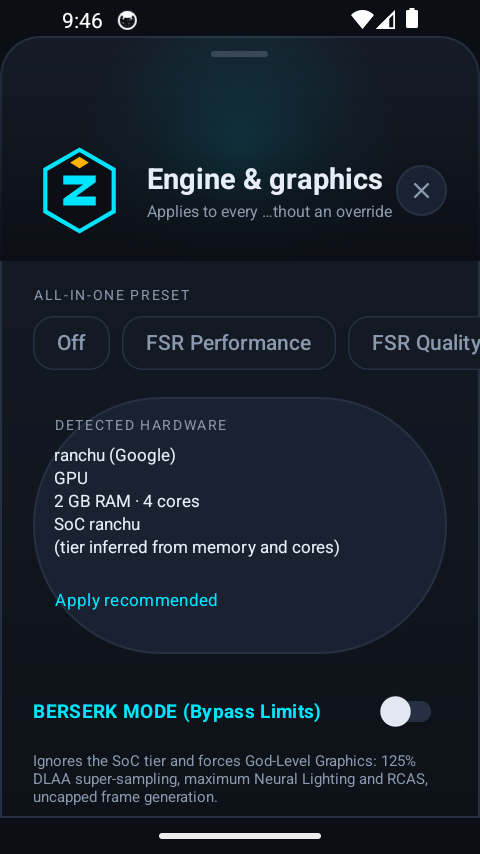 9:46
Engine & graphics
Applies to every …thout an override
ALL-IN-ONE PRESET
Off
FSR Performance
FSR Quality
DETECTED HARDWARE
ranchu (Google)
GPU
2 GB RAM · 4 cores
SoC ranchu
(tier inferred from memory and cores)
Apply recommended
BERSERK MODE (Bypass Limits)
Ignores the SoC tier and forces God-Level Graphics: 125%
DLAA super-sampling, maximum Neural Lighting and RCAS,
uncapped frame generation.